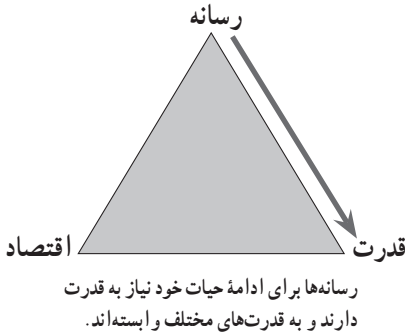 رسانه
قدرت
اقتصاد
رسانه‌ها برای ادامهٔ حیات خود نیاز به قدرت
دارند و به قدرت‌های مختلف وابسته‌اند.